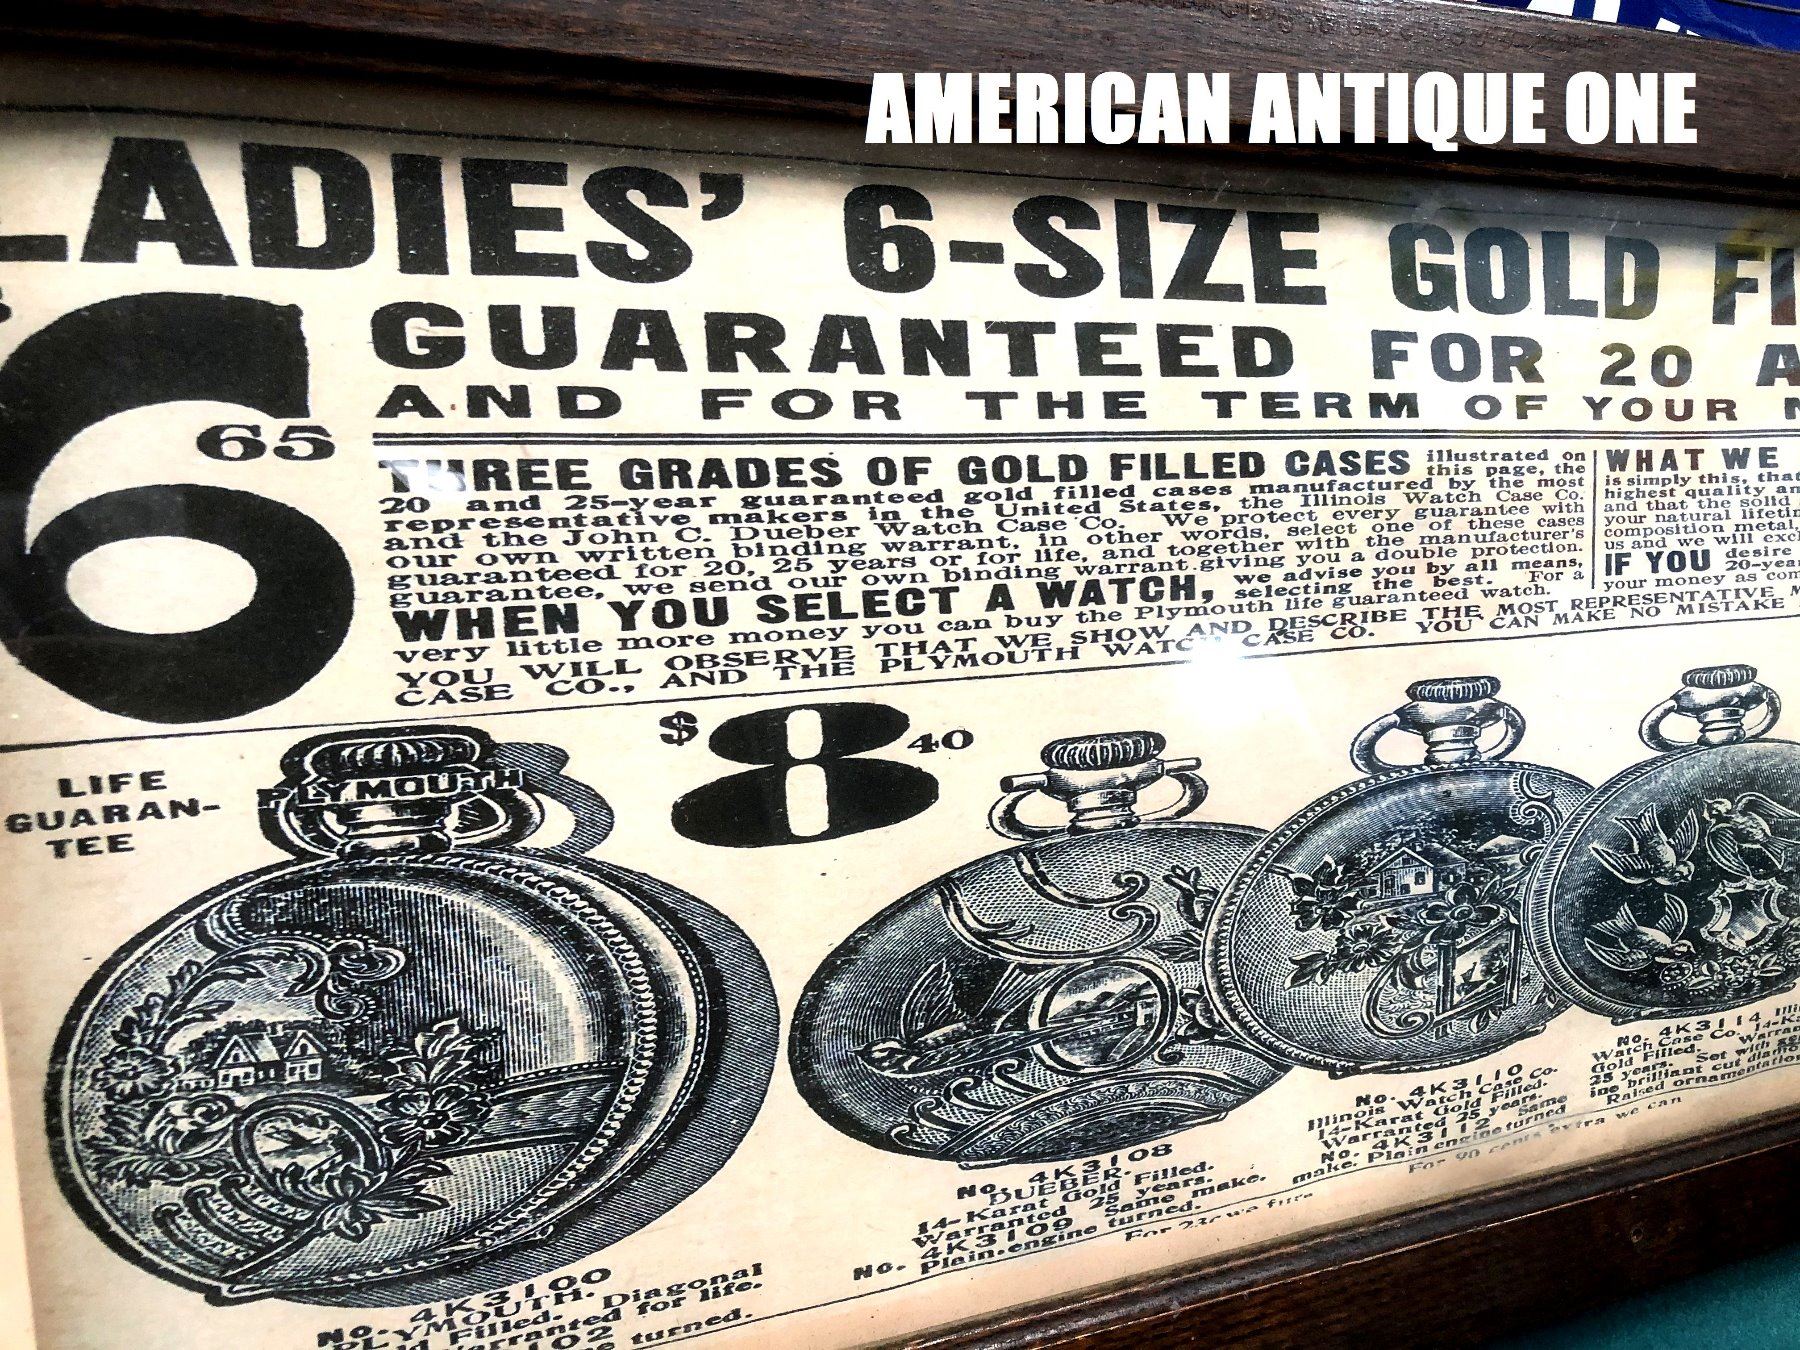 AMERICAN ANTIQUE ONE
LADIES' 6-SIZE GOLD
6 65
GUARANTEED FOR 20
AND FOR THE TERM OF YOUR
THREE GRADES OF GOLD FILLED CASES illustrated on
this page, the
20 and 25-year guaranteed gold filled cases manufactured by the most
representative makers in the United States, the Illinois Watch Case Co.
and the John C. Dueber Watch Case Co. We protect every guarantee with
our own written binding warrant, in other words, select one of these cases
guaranteed for 20, 25 years or for life, and together with the manufacturer's
guarantee, we send our own binding warrant giving you a double protection.
WHEN YOU SELECT A WATCH, we advise you by all means,
selecting the best. For a
very little more money you can buy the Plymouth life guaranteed watch.
YOU WILL OBSERVE THAT WE SHOW AND DESCRIBE THE MOST REPRESENTATIVE
CASE CO., AND THE PLYMOUTH WATCH CASE CO. YOU CAN MAKE NO MISTAKE
WHAT WE
is simply this, that
highest quality
and that the solid
your natural
composition metal,
us and we will
IF YOU desire
your money as
LIFE
GUARAN-
TEE
PLYMOUTH
$8 40
No. 4K3100
PLYMOUTH.
Filled. Diagonal
warranted for life.
turned.
No. 4K3108
DUEBER.
14-Karat Gold Filled.
Warranted 25 years.
No. 4K3109 Same make.
Plain engine turned.
No. 4K3110
Illinois Watch Case Co.
14-Karat Gold Filled.
Warranted 25 years.
No. 4K3112 Same
make. Plain engine turned
No. 4K3114
Watch Case Co.
Gold Filled.
25 years. Set with
brilliant cut
Raised
For 90 cents extra we can